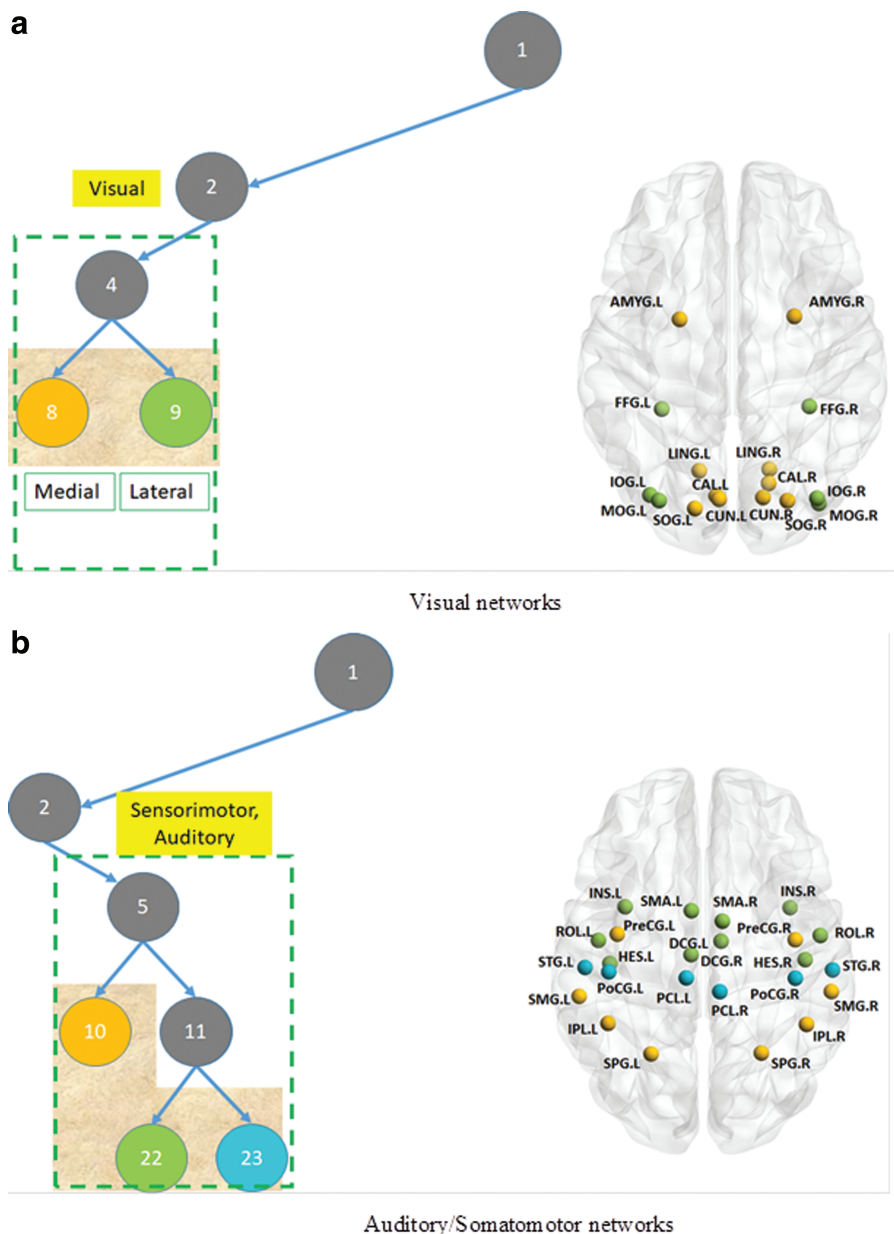 a
1
2
Visual
4
8
9
Medial
Lateral
AMYG.L
AMYG.R
FFG.L
FFG.R
LING.L
LING.R
IOG.L
CAL.L
CAL.R
IOG.R
MOG.L
SOG.L
CUN.L
CUN.R
SOG.R
MOG.R
Visual networks
b
1
2
Sensorimotor,
Auditory
5
10
11
22
23
INS.L
SMA.L
SMA.R
INS.R
ROL.L
PreCG.L
PreCG.R
ROL.R
DCG.L
STG.L
HES.L
DCG.R
HES.R
STG.R
SMG.L
PoCG.L
PCL.L
PCL.R
PoCG.R
SMG.R
IPL.L
IPL.R
SPG.L
SPG.R
Auditory/Somatomotor networks